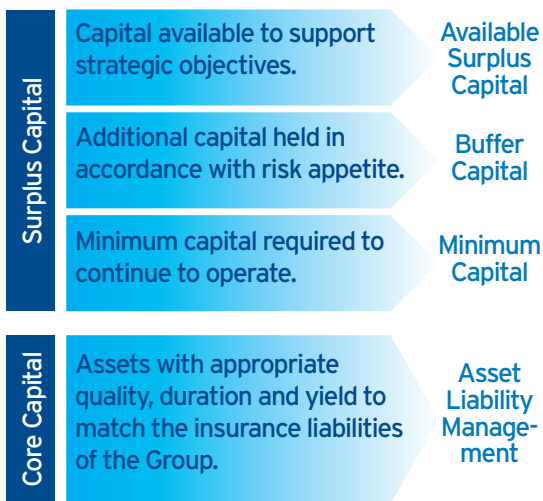 Surplus Capital
Capital available to support
strategic objectives.
Available
Surplus
Capital
Additional capital held in
accordance with risk appetite.
Buffer
Capital
Minimum capital required to
continue to operate.
Minimum
Capital
Core Capital
Assets with appropriate
quality, duration and yield to
match the insurance liabilities
of the Group.
Asset
Liability
Manage-
ment